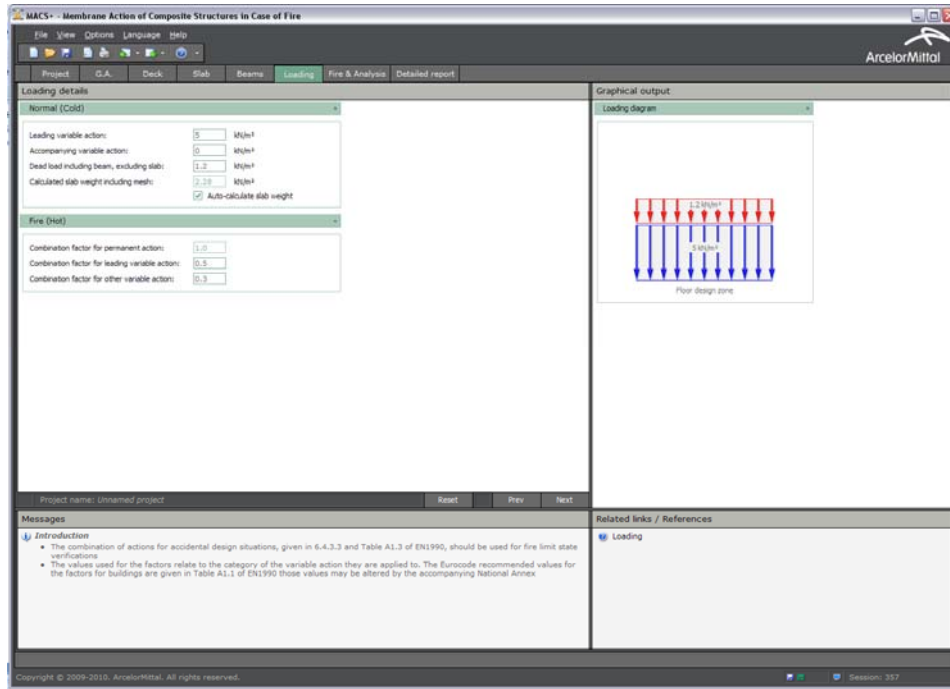 MACS+ - Membrane Action of Composite Structures in Case of Fire
File View Options Language Help
ArcelorMittal
Project G.A. Deck Slab Beams Loading Fire & Analysis Detailed report
Loading details
Normal (Cold)
Leading variable action: 5 kN/m²
Accompanying variable action: 0 kN/m²
Dead load including beam, excluding slab: 1.2 kN/m²
Calculated slab weight including mesh: 2.28 kN/m²
Auto-calculate slab weight
Fire (Hot)
Combination factor for permanent action: 1.0
Combination factor for leading variable action: 0.5
Combination factor for other variable action: 0.3
Project name: Unnamed project
Reset Prev Next
Graphical output
Loading diagram
1.2 kN/m²
5 kN/m²
Floor design zone
Messages
Introduction
• The combination of actions for accidental design situations, given in 6.4.3.3 and Table A1.3 of EN1990, should be used for fire limit state
verifications
• The values used for the factors relate to the category of the variable action they are applied to. The Eurocode recommended values for
the factors for buildings are given in Table A1.1 of EN1990 those values may be altered by the accompanying National Annex
Related links / References
Loading
Copyright © 2009-2010. ArcelorMittal. All rights reserved.
Session: 357